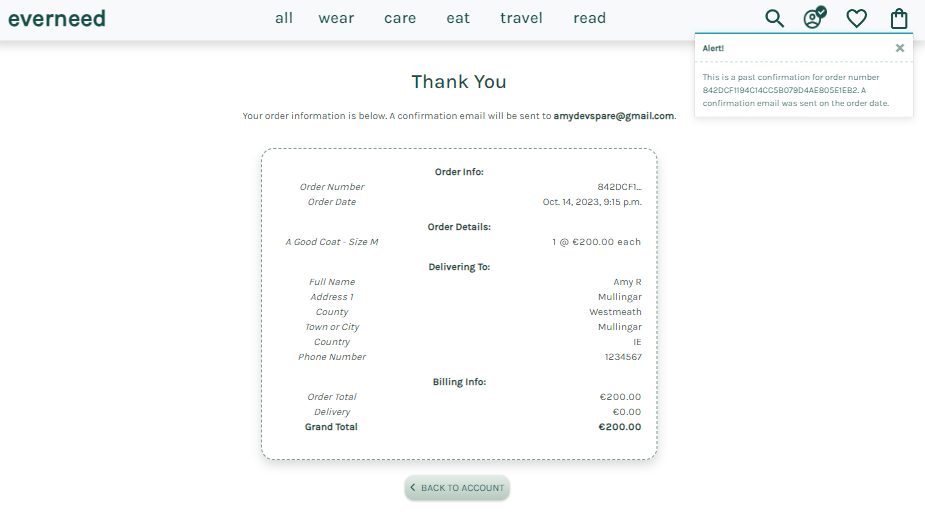 everneed
all wear care eat travel read
Alert!
This is a past confirmation for order number
842DCF1194C14CC5B079D4AE805E1EB2. A
confirmation email was sent on the order date.
Thank You
Your order information is below. A confirmation email will be sent to amydevspare@gmail.com.
Order Info:
Order Number 842DCF1...
Order Date Oct. 14, 2023, 9:15 p.m.
Order Details:
A Good Coat - Size M 1 @ €200.00 each
Delivering To:
Full Name Amy R
Address 1 Mullingar
County Westmeath
Town or City Mullingar
Country IE
Phone Number 1234567
Billing Info:
Order Total €200.00
Delivery €0.00
Grand Total €200.00
BACK TO ACCOUNT